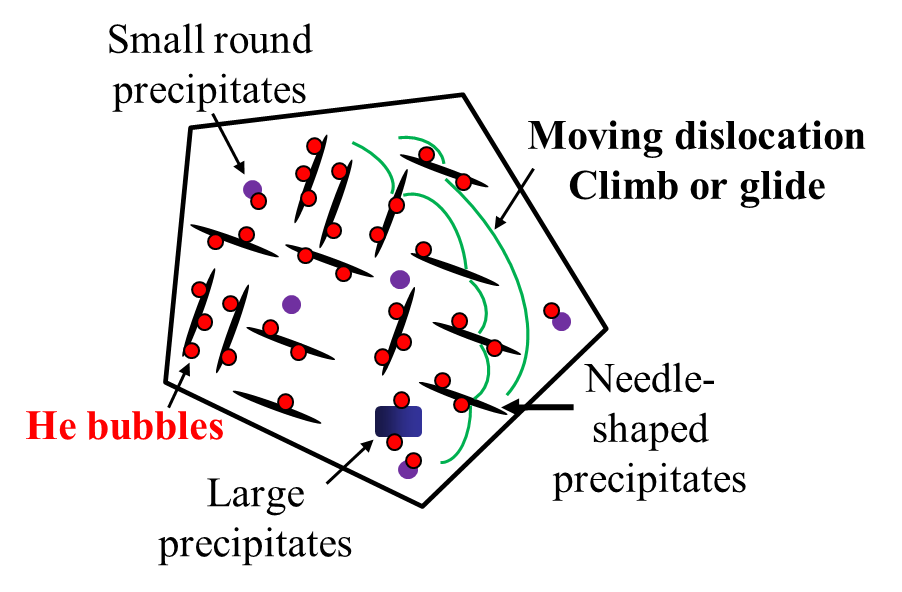 Small round
precipitates
Moving dislocation
Climb or glide
He bubbles
Needle-
shaped
precipitates
Large
precipitates